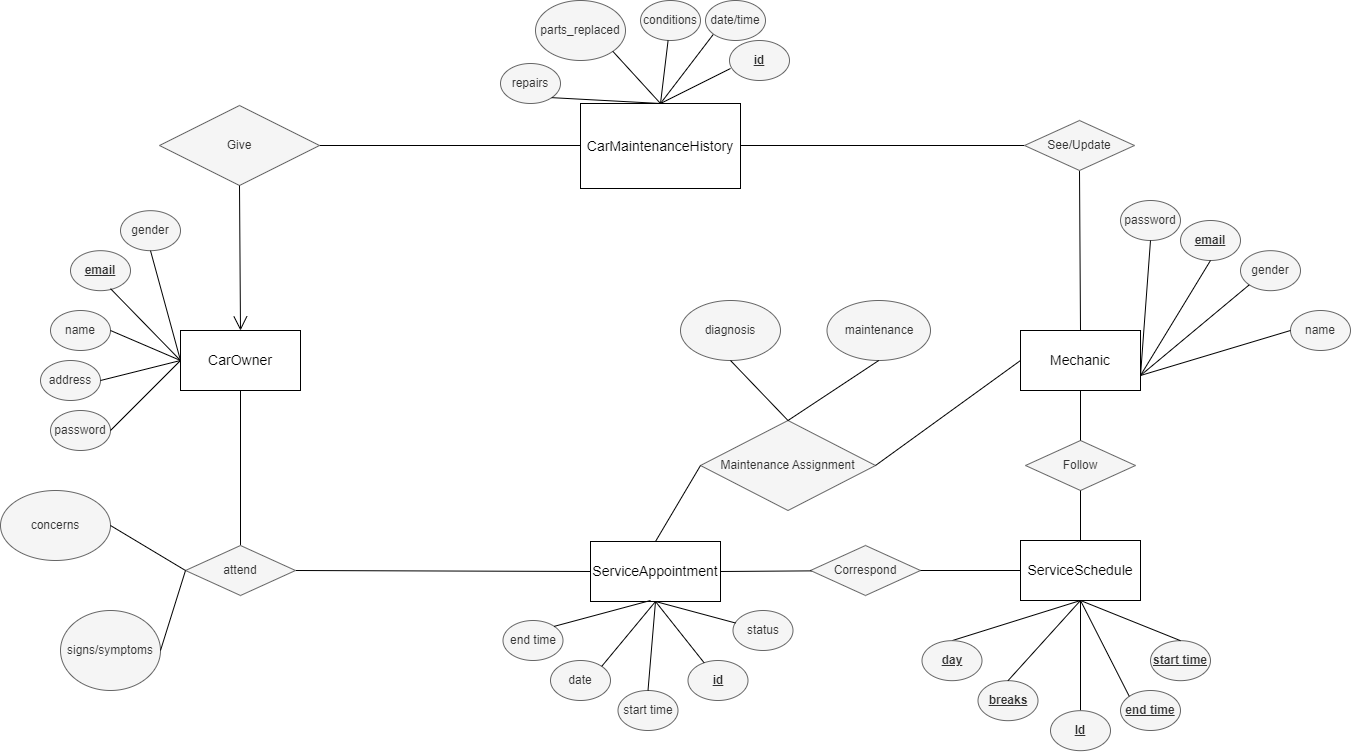 parts_replaced
conditions
date/time
id
repairs
CarMaintenanceHistory
Give
See/Update
gender
email
name
address
password
CarOwner
password
email
gender
name
Mechanic
diagnosis
maintenance
Maintenance Assignment
Follow
concerns
attend
signs/symptoms
ServiceAppointment
Correspond
ServiceSchedule
end time
date
start time
id
status
day
breaks
Id
end time
start time